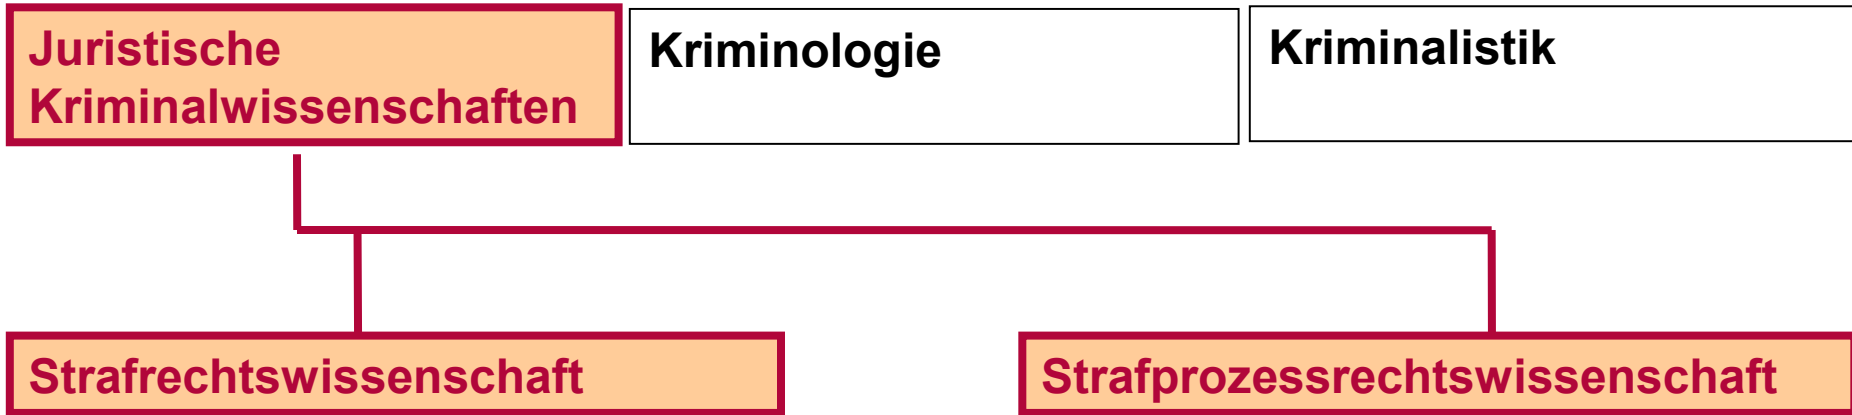 Juristische
Kriminalwissenschaften
Kriminologie
Kriminalistik
Strafrechtswissenschaft
Strafprozessrechtswissenschaft